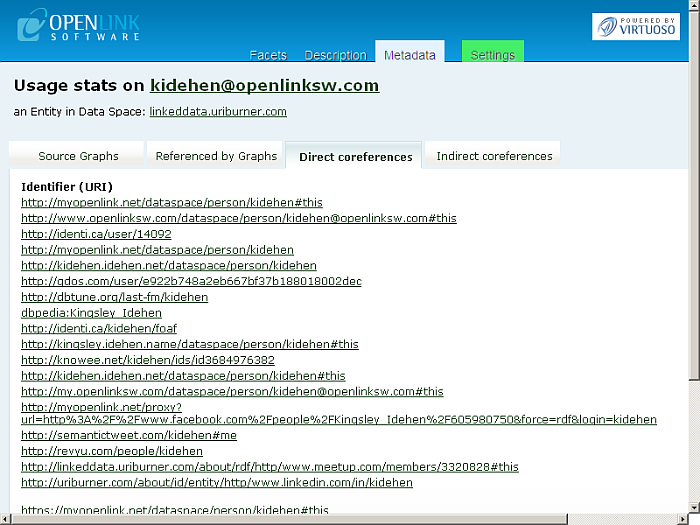 OPENLINK
SOFTWARE
POWERED BY
VIRTUOSO
Facets Description Metadata Settings
Usage stats on kidehen@openlinksw.com
an Entity in Data Space: linkeddata.uriburner.com
Source Graphs Referenced by Graphs Direct coreferences Indirect coreferences
Identifier (URI)
http://myopenlink.net/dataspace/person/kidehen#this
http://www.openlinksw.com/dataspace/person/kidehen@openlinksw.com#this
http://identi.ca/user/14092
http://myopenlink.net/dataspace/person/kidehen
http://kidehen.idehen.net/dataspace/person/kidehen
http://qdos.com/user/e922b748a2eb667bf37b188018002dec
http://dbtune.org/last-fm/kidehen
dbpedia:Kingsley_Idehen
http://identi.ca/kidehen/foaf
http://kingsley.idehen.name/dataspace/person/kidehen#this
http://knowee.net/kidehen/ids/id3684976382
http://kidehen.idehen.net/dataspace/person/kidehen#this
http://my.openlinksw.com/dataspace/person/kidehen@openlinksw.com#this
http://myopenlink.net/proxy?
url=http%3A%2F%2Fwww.facebook.com%2Fpeople%2FKingsley_Idehen%2F605980750&force=rdf&login=kidehen
http://semantictweet.com/kidehen#me
http://revyu.com/people/kidehen
http://linkeddata.uriburner.com/about/rdf/http/www.meetup.com/members/3320828#this
http://uriburner.com/about/id/entity/http/www.linkedin.com/in/kidehen
https://myopenlink.net/dataspace/person/kidehen#this